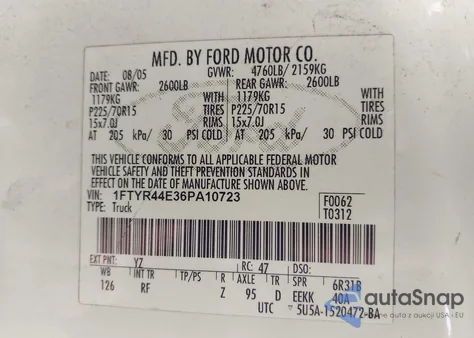 MFD. BY FORD MOTOR CO.
DATE: 08/05 GVWR: 4760LB/ 2159KG
FRONT GAWR: 2600LB REAR GAWR: 2600LB
1179KG WITH 1179KG WITH
P225/70R15 TIRES P225/70R15 TIRES
15x7.0J RIMS 15x7.0J RIMS
AT 205 kPa/ 30 PSI COLD AT 205 kPa/ 30 PSI COLD
THIS VEHICLE CONFORMS TO ALL APPLICABLE FEDERAL MOTOR
VEHICLE SAFETY AND THEFT PREVENTION STANDARDS IN EFFECT ON THE
DATE OF MANUFACTURE SHOWN ABOVE.
VIN: 1FTYR44E36PA10723 F0062
TYPE: Truck T0312
EXT PNT: YZ RC: 47
WB INT TR TP/PS R AXLE TR SPR 6R31B
126 RF Z 95 D EEKK 40A
UTC 5U5A-1520472-BA
autoSnap
USA i EU